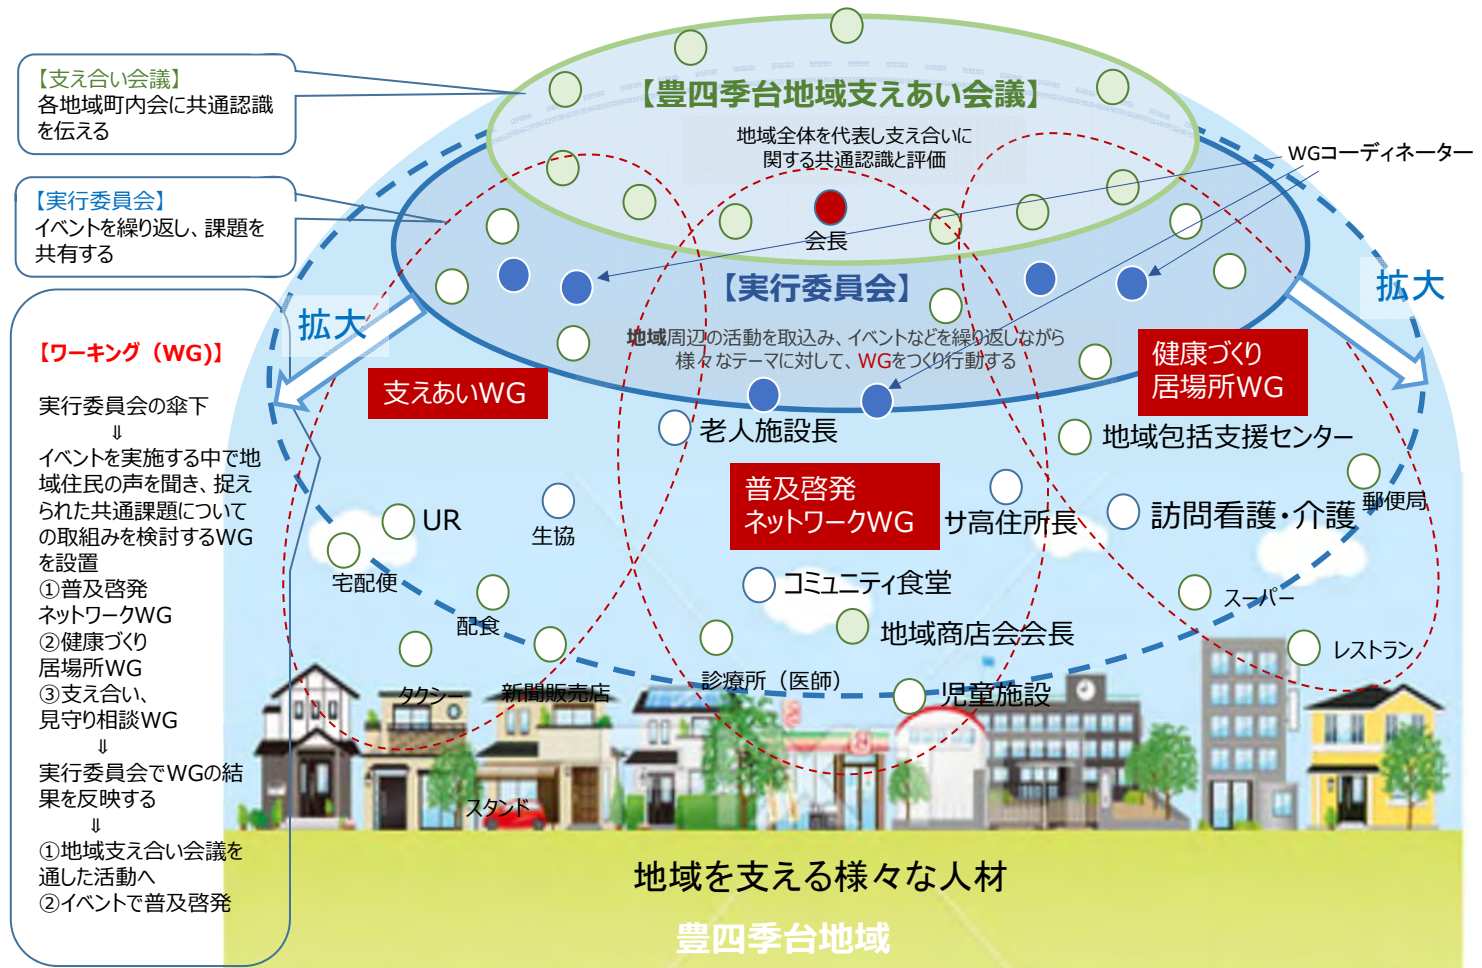 【支え合い会議】
各地域町内会に共通認識
を伝える
【実行委員会】
イベントを繰り返し、課題を
共有する
【ワーキング（WG)】
実行委員会の傘下
⇓
イベントを実施する中で地
域住民の声を聞き、捉え
られた共通課題について
の取組みを検討するWG
を設置
①普及啓発
ネットワークWG
②健康づくり
居場所WG
③支え合い、
見守り相談WG
⇓
実行委員会でWGの結
果を反映する
⇓
①地域支え合い会議を
通した活動へ
②イベントで普及啓発
【豊四季台地域支えあい会議】
地域全体を代表し支え合いに
関する共通認識と評価
会長
WGコーディネーター
【実行委員会】
地域周辺の活動を取込み、イベントなどを繰り返しながら
様々なテーマに対して、WGをつくり行動する
拡大
拡大
支えあいWG
健康づくり
居場所WG
老人施設長
地域包括支援センター
普及啓発
ネットワークWG
UR
生協
サ高住所長
訪問看護・介護
郵便局
宅配便
コミュニティ食堂
スーパー
配食
地域商店会会長
レストラン
タクシー
新聞販売店
診療所（医師）
児童施設
スタンド
地域を支える様々な人材
豊四季台地域